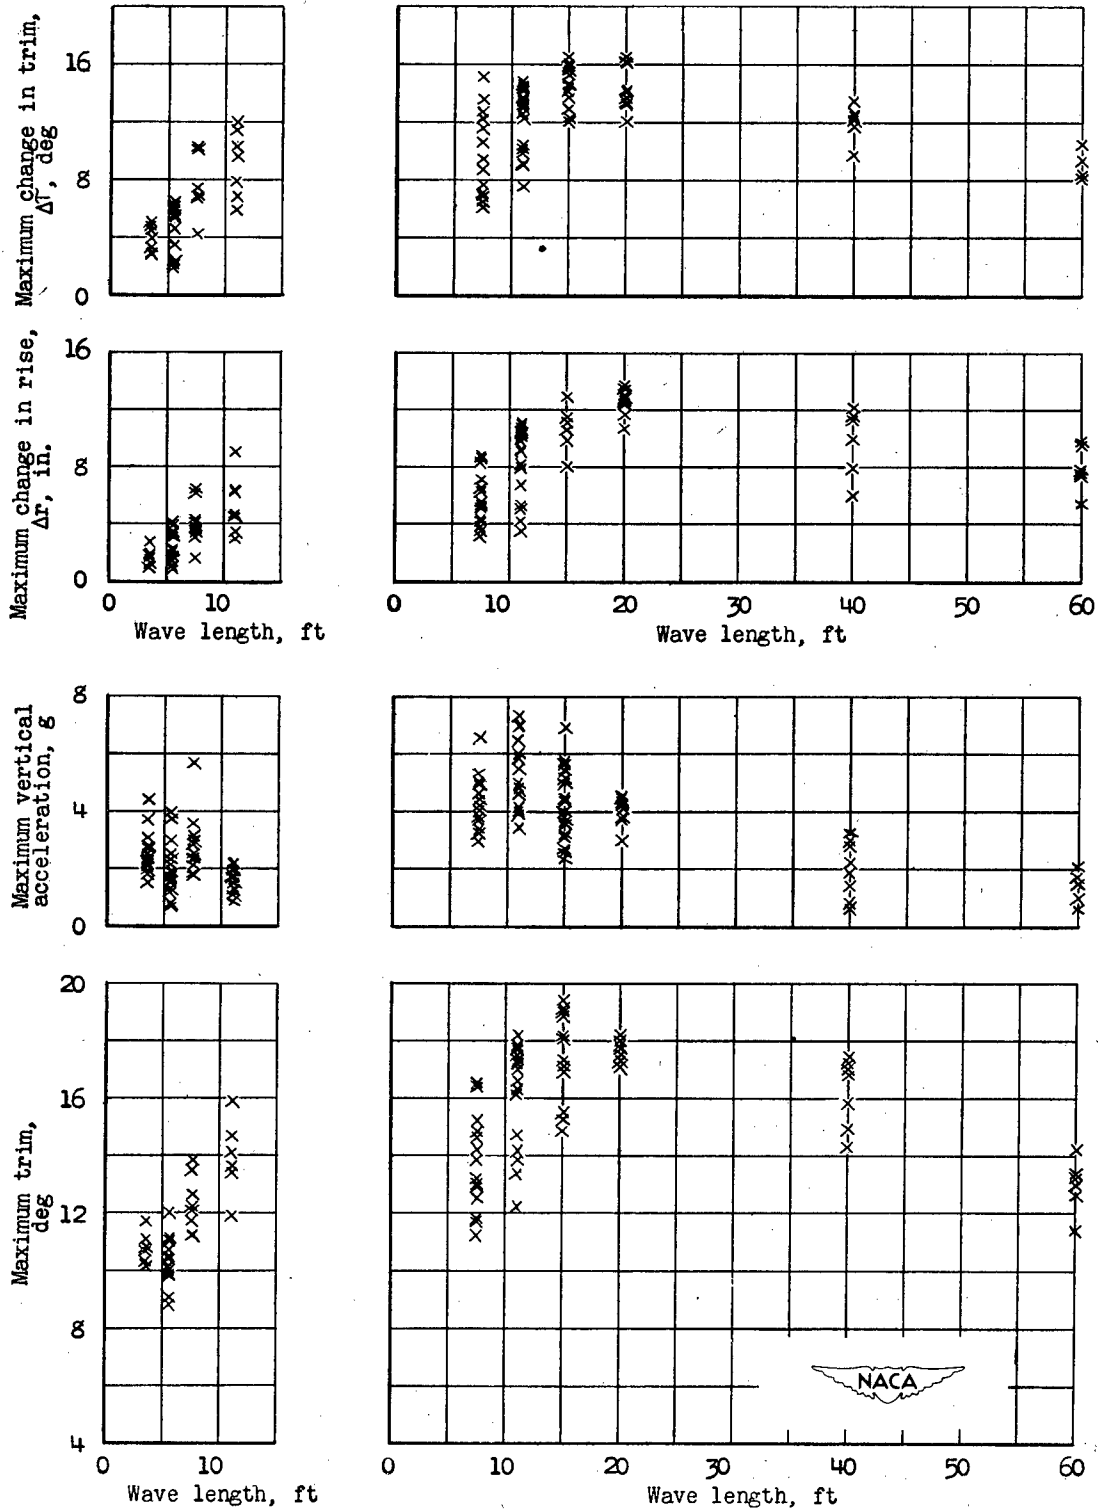 Maximum change in trim,
Δτ, deg
16
8
0
Maximum change in rise,
Δr, in.
16
8
0
0 10
0 10 20 30 40 50 60
Wave length, ft
Wave length, ft
Maximum vertical
acceleration, g
8
4
0
Maximum trim,
deg
20
16
12
8
4
NACA
0 10
0 10 20 30 40 50 60
Wave length, ft
Wave length, ft